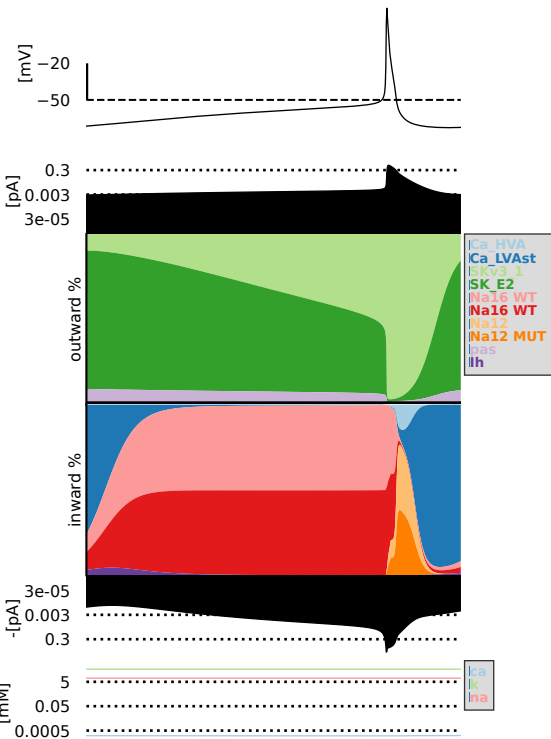 [mV]
−20
−50
[pA]
0.3
0.003
3e-05
outward %
Ca_HVA
Ca_LVAst
SKv3_1
SK_E2
Na16 WT
Na16 WT
Na12
Na12 MUT
pas
Ih
inward %
-[pA]
3e-05
0.003
0.3
[mM]
5
0.05
0.0005
ca
k
na